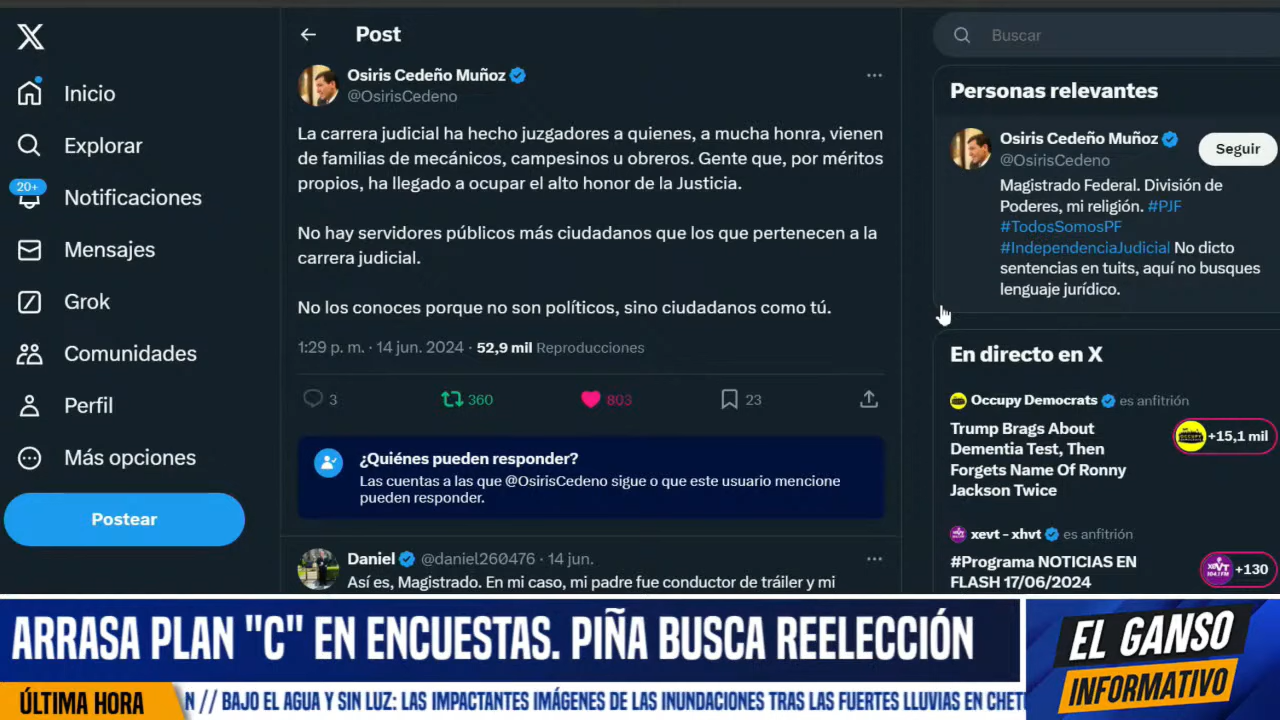 Inicio
Explorar
20+
Notificaciones
Mensajes
Grok
Comunidades
Perfil
Más opciones
Postear
Post
Osiris Cedeño Muñoz
@OsirisCedeno
La carrera judicial ha hecho juzgadores a quienes, a mucha honra, vienen
de familias de mecánicos, campesinos u obreros. Gente que, por méritos
propios, ha llegado a ocupar el alto honor de la Justicia.
No hay servidores públicos más ciudadanos que los que pertenecen a la
carrera judicial.
No los conoces porque no son políticos, sino ciudadanos como tú.
1:29 p. m. · 14 jun. 2024 · 52,9 mil Reproducciones
3 360 803 23
¿Quiénes pueden responder?
Las cuentas a las que @OsirisCedeno sigue o que este usuario mencione
pueden responder.
Daniel @daniel260476 · 14 jun.
Así es, Magistrado. En mi caso, mi padre fue conductor de tráiler y mi
Buscar
Personas relevantes
Osiris Cedeño Muñoz
@OsirisCedeno
Seguir
Magistrado Federal. División de
Poderes, mi religión. #PJF
#TodosSomosPF
#IndependenciaJudicial No dicto
sentencias en tuits, aquí no busques
lenguaje jurídico.
En directo en X
Occupy Democrats es anfitrión
Trump Brags About
Dementia Test, Then
Forgets Name Of Ronny
Jackson Twice
+15,1 mil
xevt - xhvt es anfitrión
#Programa NOTICIAS EN
FLASH 17/06/2024
+130
ARRASA PLAN "C" EN ENCUESTAS. PIÑA BUSCA REELECCIÓN
EL GANSO
INFORMATIVO
ÚLTIMA HORA
N // BAJO EL AGUA Y SIN LUZ: LAS IMPACTANTES IMÁGENES DE LAS INUNDACIONES TRAS LAS FUERTES LLUVIAS EN CHET